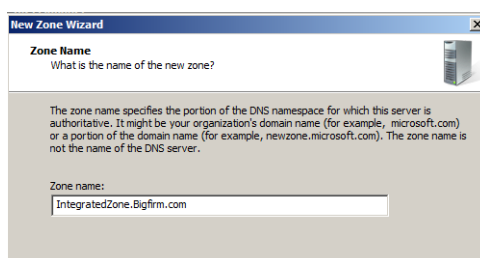 New Zone Wizard
Zone Name
What is the name of the new zone?
The zone name specifies the portion of the DNS namespace for which this server is
authoritative. It might be your organization's domain name (for example, microsoft.com)
or a portion of the domain name (for example, newzone.microsoft.com). The zone name is
not the name of the DNS server.
Zone name:
IntegratedZone.Bigfirm.com